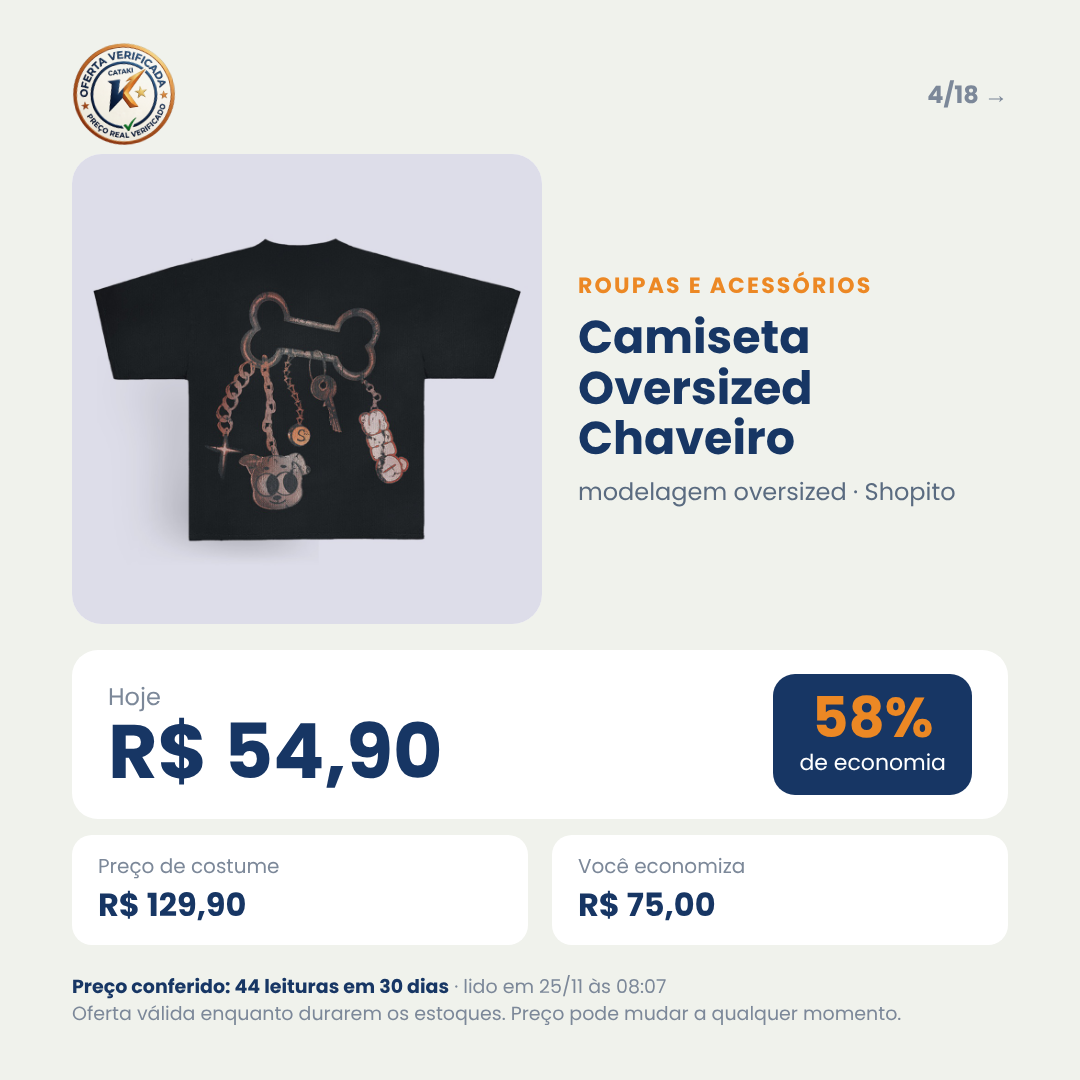 OFERTA VERIFICADA
CATAKI
K
PREÇO REAL VERIFICADO
4/18 →
S
ROUPAS E ACESSÓRIOS
Camiseta
Oversized
Chaveiro
modelagem oversized · Shopito
Hoje
R$ 54,90
58%
de economia
Preço de costume
R$ 129,90
Você economiza
R$ 75,00
Preço conferido: 44 leituras em 30 dias · lido em 25/11 às 08:07
Oferta válida enquanto durarem os estoques. Preço pode mudar a qualquer momento.